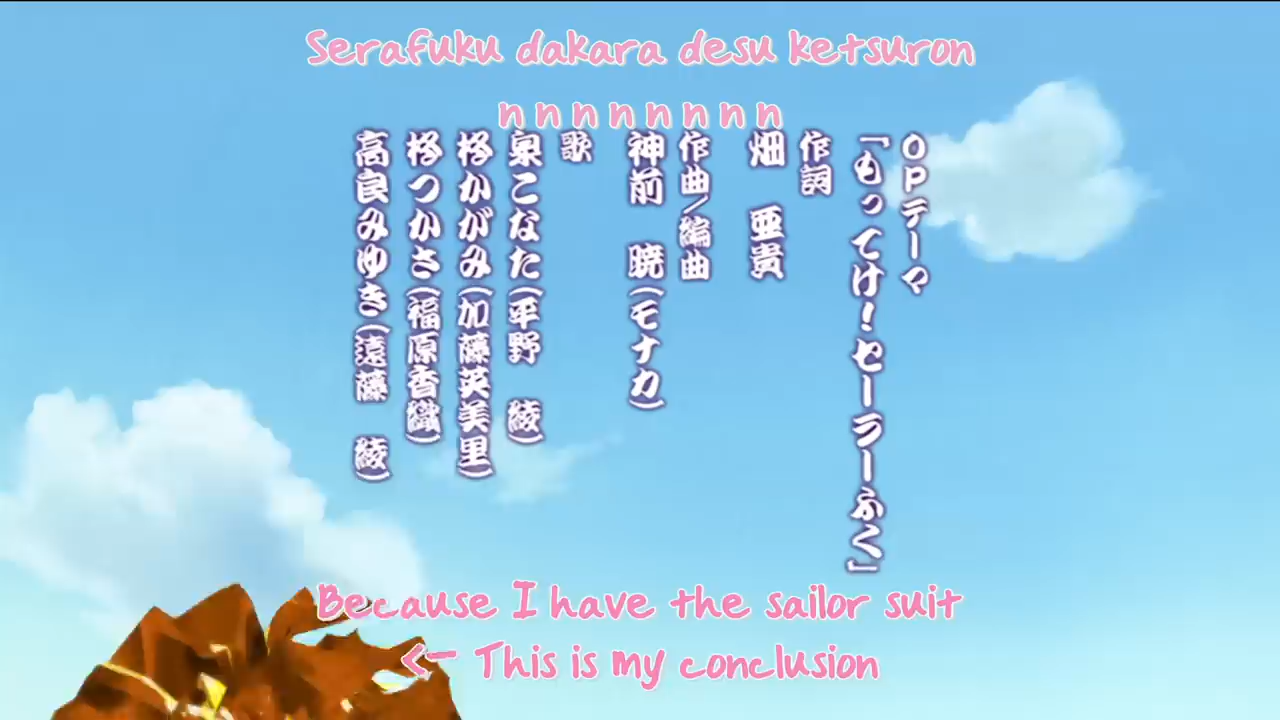 Serafuku dakara desu ketsuron
n n n n n n n n
OPテーマ
「もってけ!セーラーふく」
作詞
畑 亜貴
作曲/編曲
神前 暁(モナカ)
歌
泉こなた(平野 綾)
柊かがみ(加藤英美里)
柊つかさ(福原香織)
高良みゆき(遠藤 綾)
Because I have the sailor suit
<- This is my conclusion